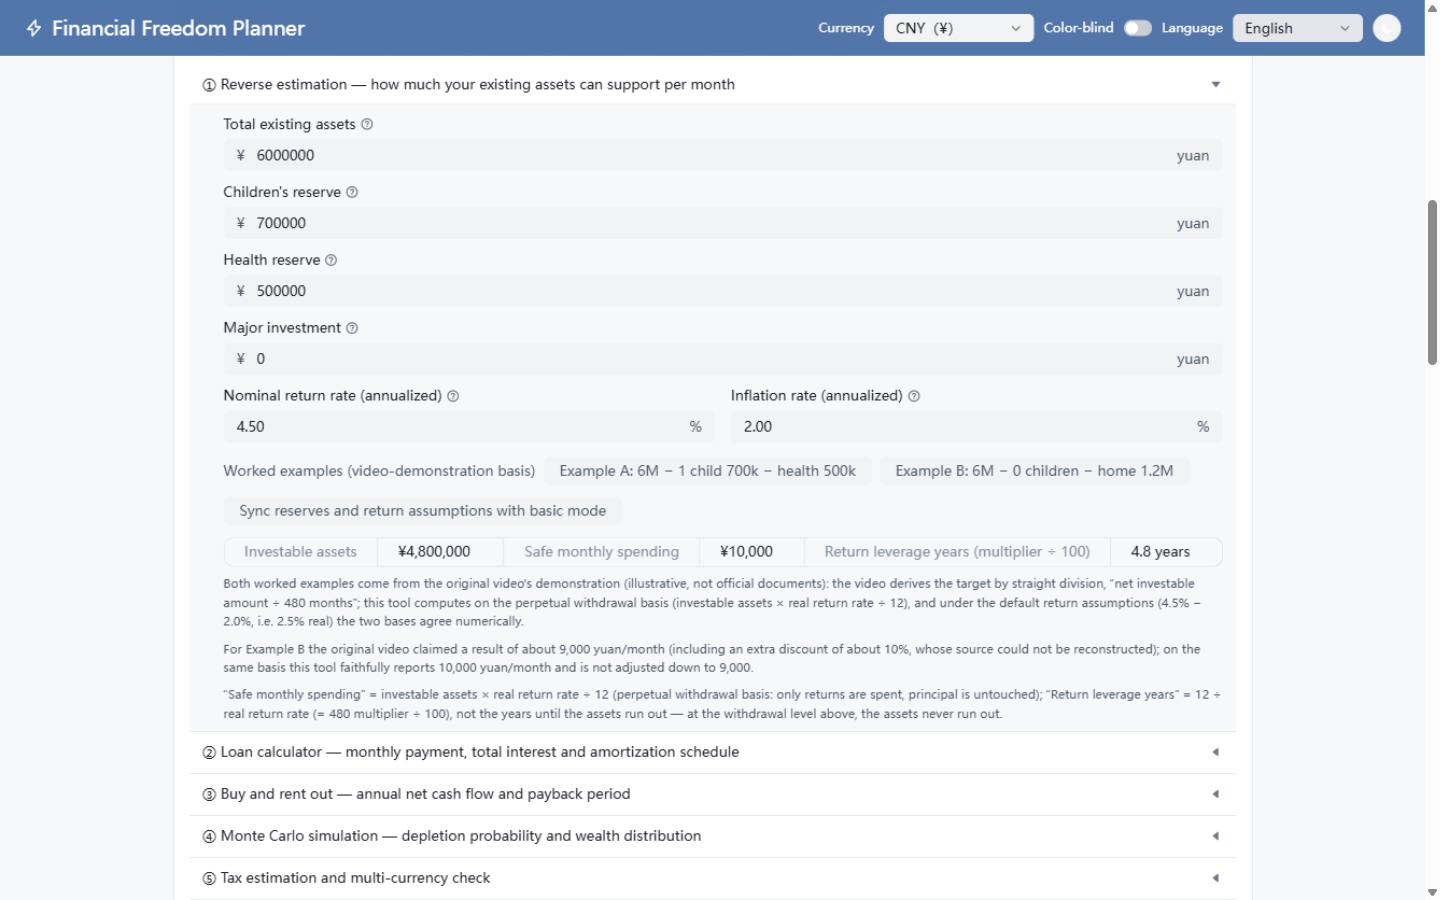 Financial Freedom Planner
Currency
CNY (¥)
Color-blind
Language
English
① Reverse estimation — how much your existing assets can support per month
Total existing assets
¥ 6000000 yuan
Children's reserve
¥ 700000 yuan
Health reserve
¥ 500000 yuan
Major investment
¥ 0 yuan
Nominal return rate (annualized)
Inflation rate (annualized)
4.50 %
2.00 %
Worked examples (video-demonstration basis)
Example A: 6M − 1 child 700k − health 500k
Example B: 6M − 0 children − home 1.2M
Sync reserves and return assumptions with basic mode
Investable assets ¥4,800,000 Safe monthly spending ¥10,000 Return leverage years (multiplier ÷ 100) 4.8 years
Both worked examples come from the original video's demonstration (illustrative, not official documents): the video derives the target by straight division, "net investable
amount ÷ 480 months"; this tool computes on the perpetual withdrawal basis (investable assets × real return rate ÷ 12), and under the default return assumptions (4.5% −
2.0%, i.e. 2.5% real) the two bases agree numerically.
For Example B the original video claimed a result of about 9,000 yuan/month (including an extra discount of about 10%, whose source could not be reconstructed); on the
same basis this tool faithfully reports 10,000 yuan/month and is not adjusted down to 9,000.
"Safe monthly spending" = investable assets × real return rate ÷ 12 (perpetual withdrawal basis: only returns are spent, principal is untouched); "Return leverage years" = 12 ÷
real return rate (= 480 multiplier ÷ 100), not the years until the assets run out — at the withdrawal level above, the assets never run out.
② Loan calculator — monthly payment, total interest and amortization schedule
③ Buy and rent out — annual net cash flow and payback period
④ Monte Carlo simulation — depletion probability and wealth distribution
⑤ Tax estimation and multi-currency check